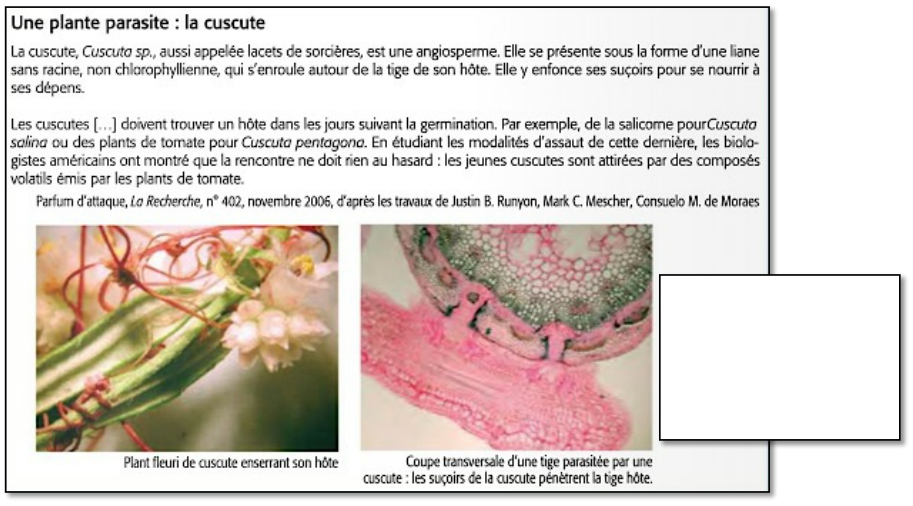 Une plante parasite : la cuscute
La cuscute, Cuscuta sp., aussi appelée lacets de sorcières, est une angiosperme. Elle se présente sous la forme d'une liane
sans racine, non chlorophyllienne, qui s'enroule autour de la tige de son hôte. Elle y enfonce ses suçoirs pour se nourrir à
ses dépens.
Les cuscutes [...] doivent trouver un hôte dans les jours suivant la germination. Par exemple, de la salicorne pourCuscuta
salina ou des plants de tomate pour Cuscuta pentagona. En étudiant les modalités d'assaut de cette dernière, les biolo-
gistes américains ont montré que la rencontre ne doit rien au hasard : les jeunes cuscutes sont attirées par des composés
volatils émis par les plants de tomate.
Parfum d'attaque, La Recherche, n° 402, novembre 2006, d'après les travaux de Justin B. Runyon, Mark C. Mescher, Consuelo M. de Moraes
Plant fleuri de cuscute enserrant son hôte
Coupe transversale d'une tige parasitée par une
cuscute : les suçoirs de la cuscute pénètrent la tige hôte.